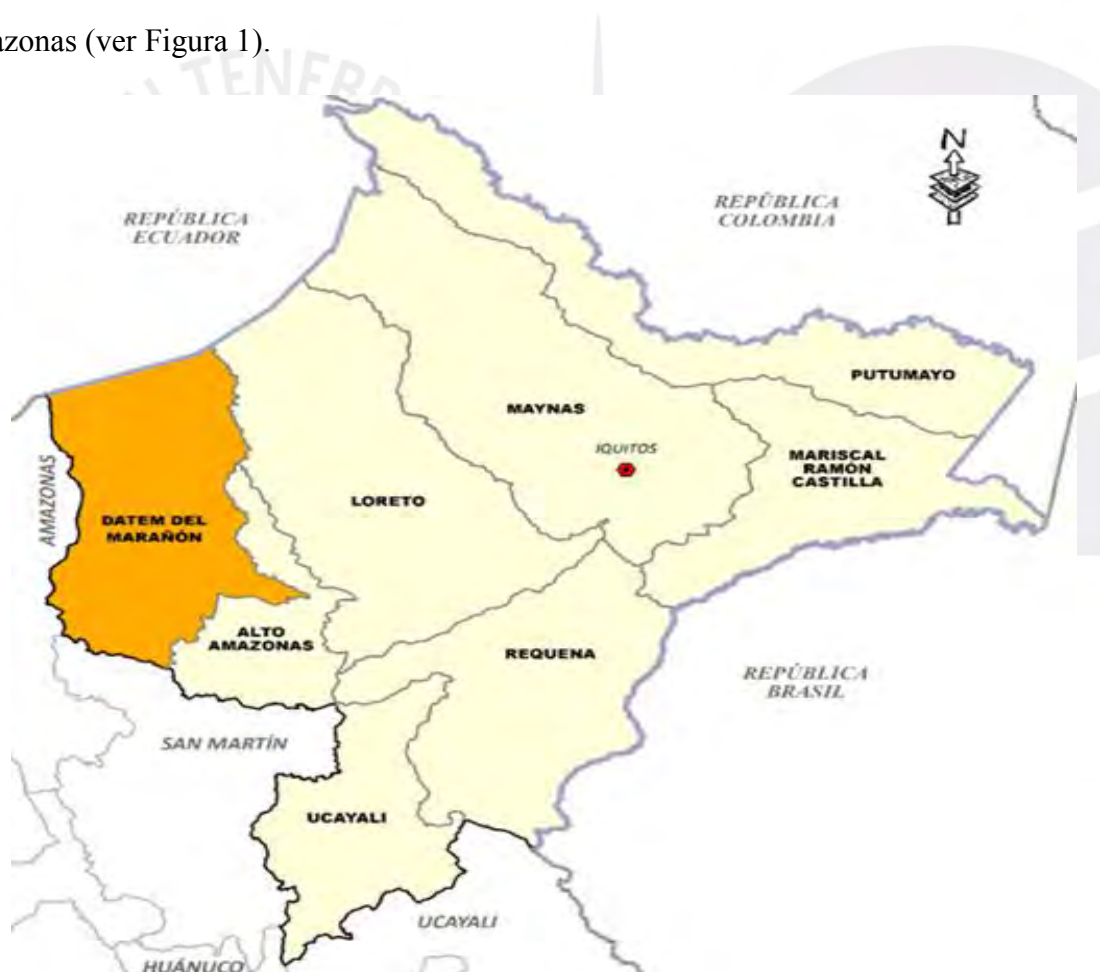 azonas (ver Figura 1).
TENEBR
N
REPÚBLICA
ECUADOR
REPÚBLICA
COLOMBIA
PUTUMAYO
MAYNAS
IQUITOS
MARISCAL
RAMÓN
CASTILLA
AMAZONAS
LORETO
DATEM DEL
MARAÑÓN
ALTO
AMAZONAS
REQUENA
REPÚBLICA
BRASIL
SAN MARTÍN
UCAYALI
UCAYALI
HUÁNUCO